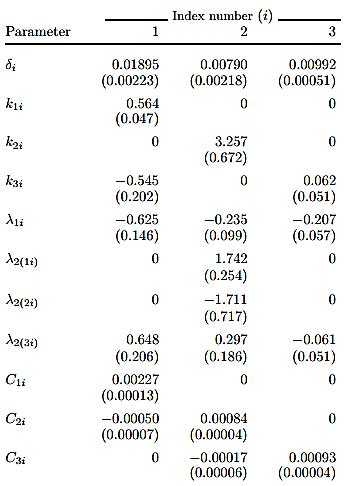 Index number (i)
Parameter 1 2 3
δi 0.01895 0.00790 0.00992
(0.00223) (0.00218) (0.00051)
k1i 0.564 0 0
(0.047)
k2i 0 3.257 0
(0.672)
k3i −0.545 0 0.062
(0.202) (0.051)
λ1i −0.625 −0.235 −0.207
(0.146) (0.099) (0.057)
λ2(1i) 0 1.742 0
(0.254)
λ2(2i) 0 −1.711 0
(0.717)
λ2(3i) 0.648 0.297 −0.061
(0.206) (0.186) (0.051)
C1i 0.00227 0 0
(0.00013)
C2i −0.00050 0.00084 0
(0.00007) (0.00004)
C3i 0 −0.00017 0.00093
(0.00006) (0.00004)